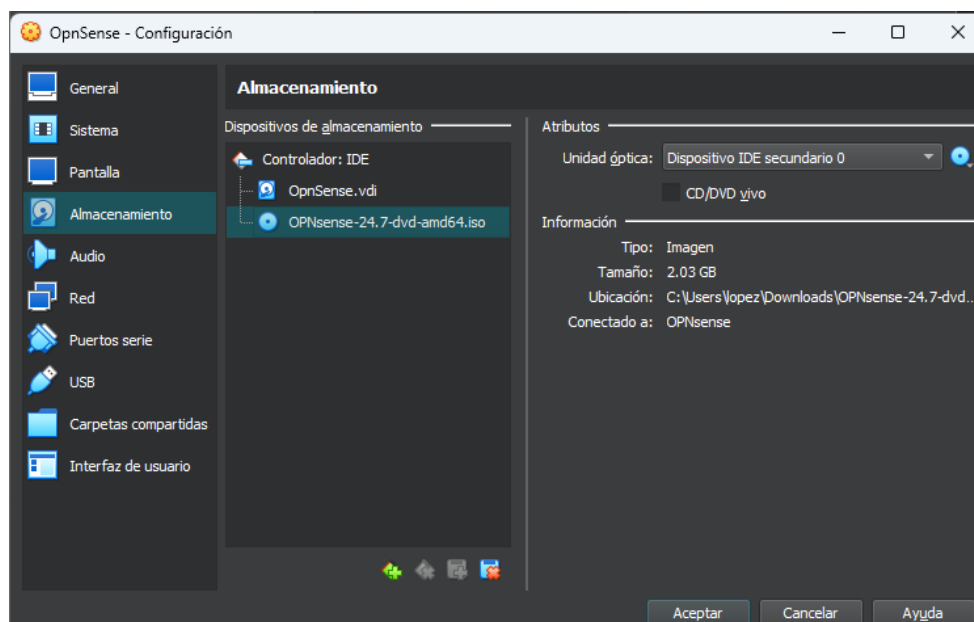 OpnSense - Configuración
General
Sistema
Pantalla
Almacenamiento
Audio
Red
Puertos serie
USB
Carpetas compartidas
Interfaz de usuario
Almacenamiento
Dispositivos de almacenamiento
Controlador: IDE
OpnSense.vdi
OPNsense-24.7-dvd-amd64.iso
Atributos
Unidad óptica: Dispositivo IDE secundario 0
CD/DVD vivo
Información
Tipo: Imagen
Tamaño: 2.03 GB
Ubicación: C:\Users\lopez\Downloads\OPNsense-24.7-dvd...
Conectado a: OPNsense
Aceptar Cancelar Ayuda